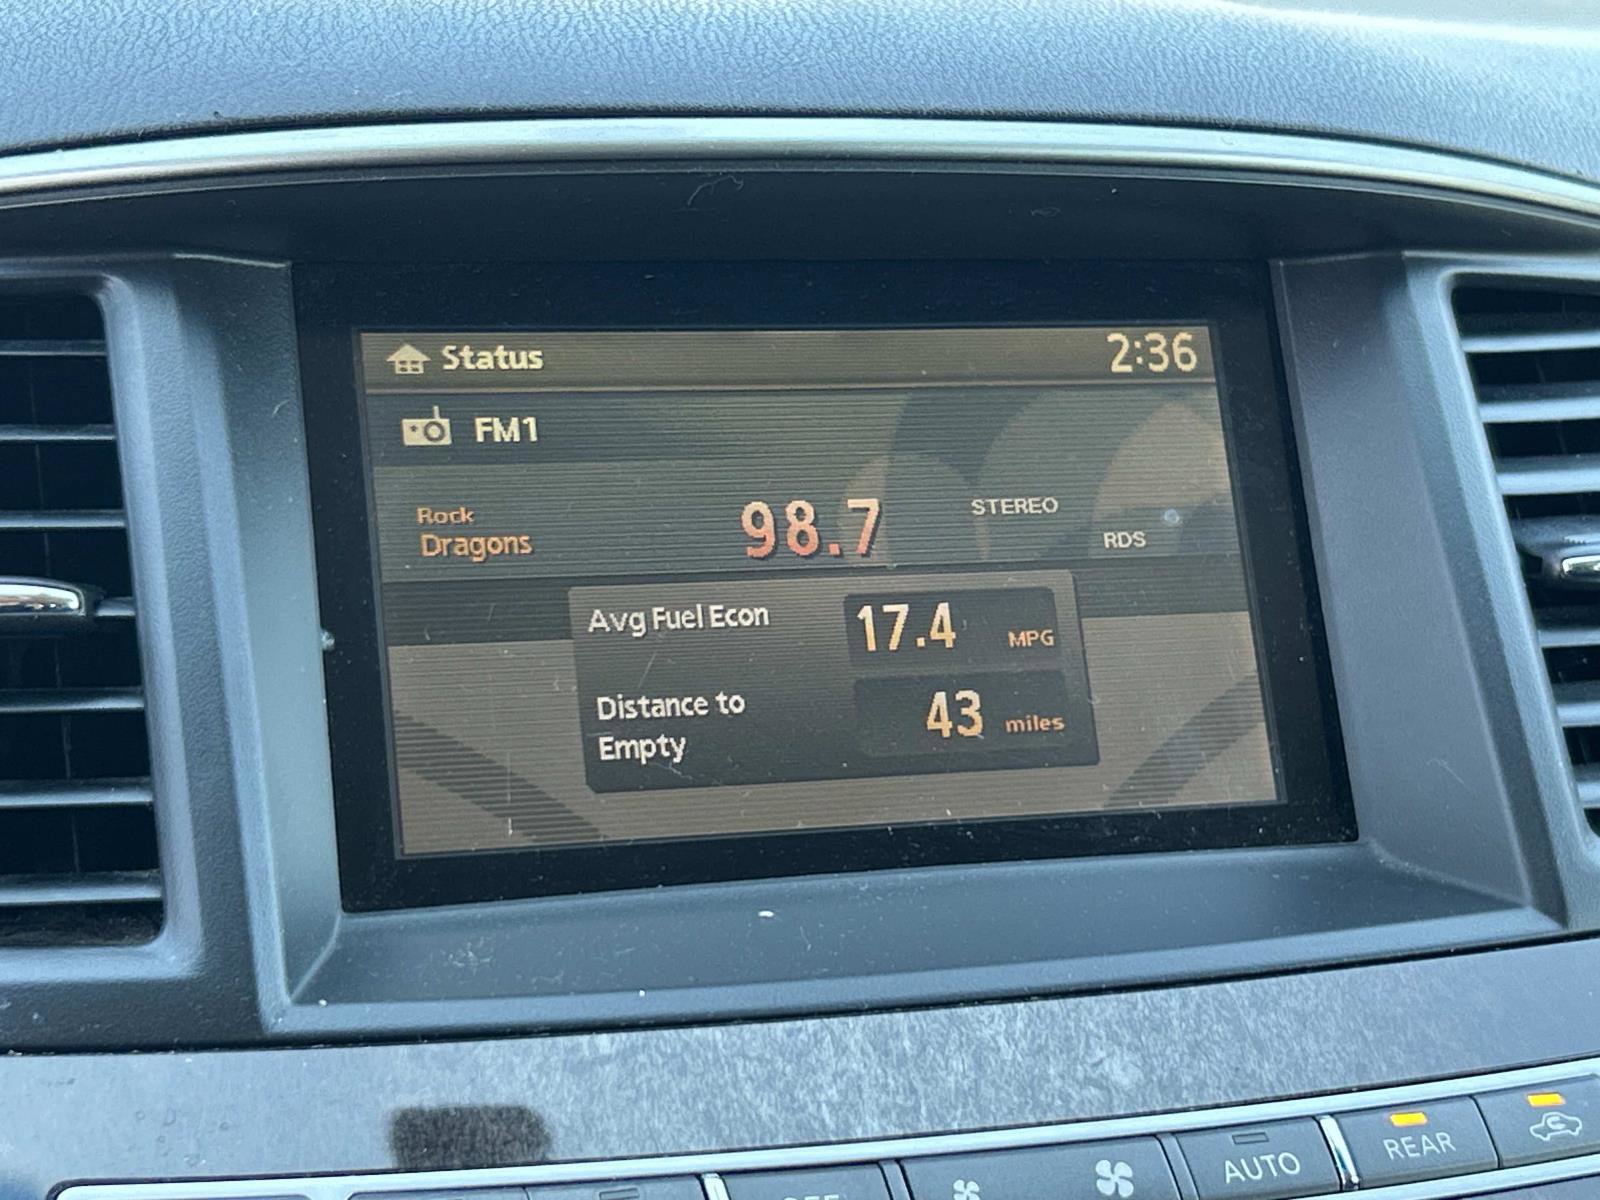 Status 2:36
FM1
Rock
Dragons 98.7 STEREO
RDS
Avg Fuel Econ 17.4 MPG
Distance to
Empty 43 miles
AUTO REAR